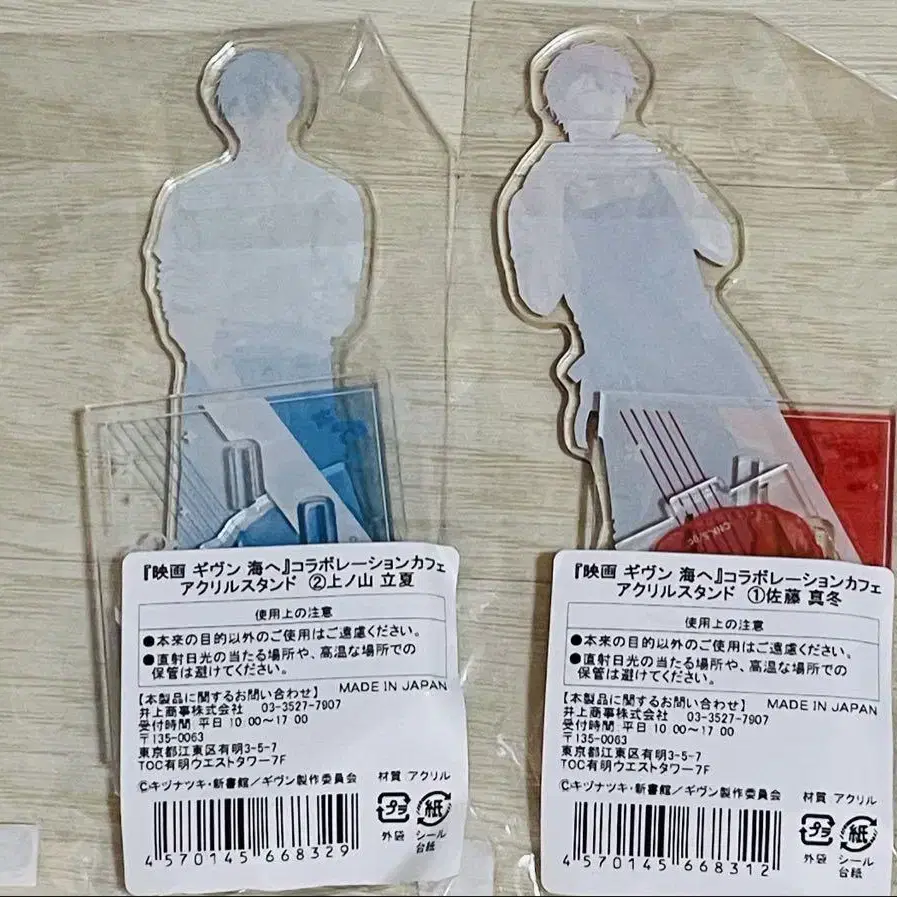 『映画 ギヴン 海へ』コラボレーションカフェ
アクリルスタンド ②上ノ山 立夏
使用上の注意
●本来の目的以外のご使用はご遠慮ください。
●直射日光の当たる場所や、高温な場所での
保管は避けてください。
【本製品に関するお問い合わせ】 MADE IN JAPAN
井上商事株式会社 03-3527-7907
受付時間 平日 10:00〜17:00
〒135-0063
東京都江東区有明3-5-7
TOC有明ウエストタワー7F
©キヅナツキ・新書館/ギヴン製作委員会 材質 アクリル
プラ 紙
外袋 シール
台紙
4 570145 668329
『映画 ギヴン 海へ』コラボレーションカフェ
アクリルスタンド ①佐藤 真冬
使用上の注意
●本来の目的以外のご使用はご遠慮ください。
●直射日光の当たる場所や、高温な場所での
保管は避けてください。
【本製品に関するお問い合わせ】 MADE IN JAPAN
井上商事株式会社 03-3527-7907
受付時間 平日 10:00〜17:00
〒135-0063
東京都江東区有明3-5-7
TOC有明ウエストタワー7F
©キヅナツキ・新書館/ギヴン製作委員会 材質 アクリル
プラ 紙
外袋 シール
台紙
4 570145 668312